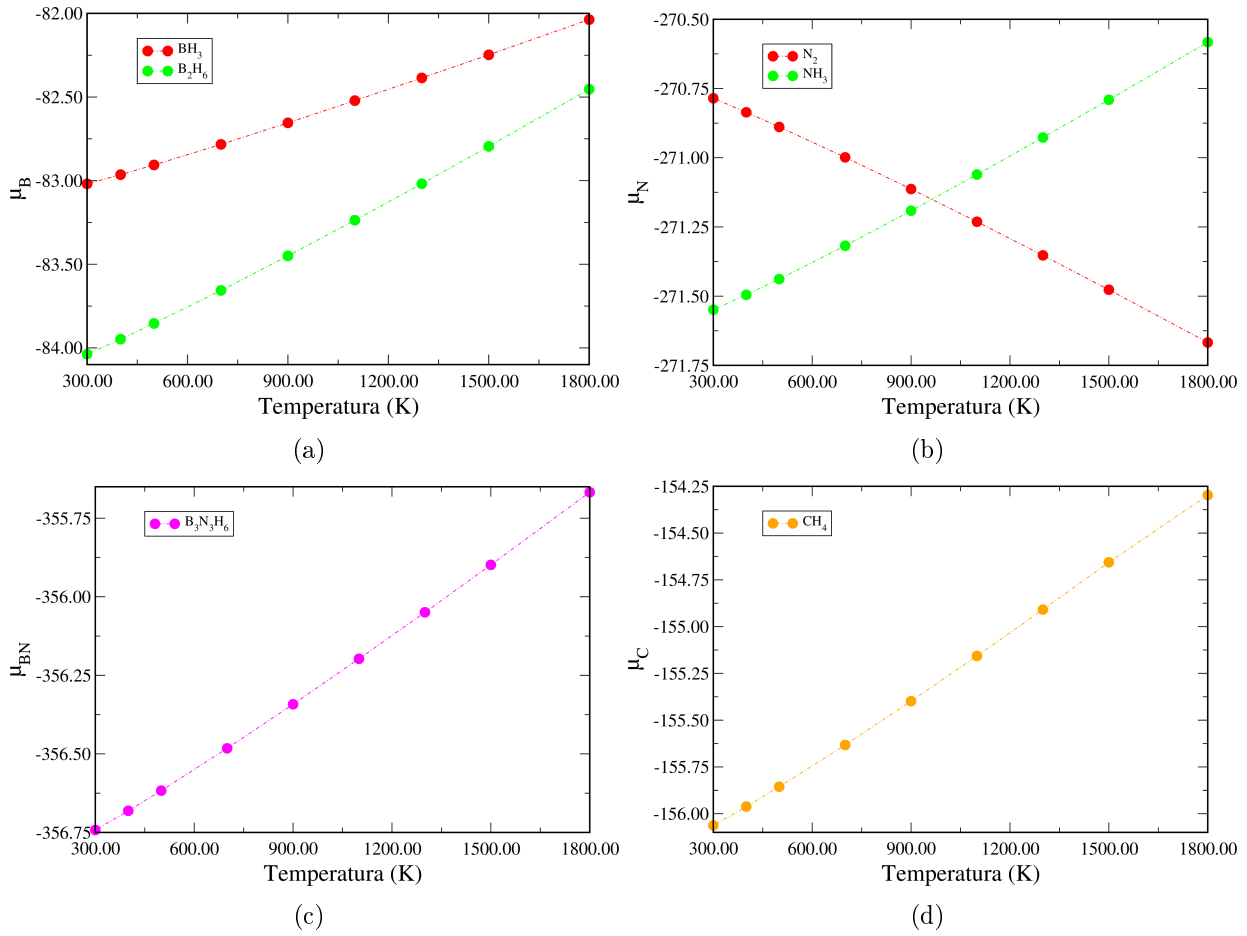 -82.00
-82.50
-83.00
-83.50
-84.00
μ_B
BH₃
B₂H₆
300.00 600.00 900.00 1200.00 1500.00 1800.00
Temperatura (K)
(a)
-270.50
-270.75
-271.00
-271.25
-271.50
-271.75
μ_N
N₂
NH₃
300.00 600.00 900.00 1200.00 1500.00 1800.00
Temperatura (K)
(b)
-355.75
-356.00
-356.25
-356.50
-356.75
μ_BN
B₃N₃H₆
300.00 600.00 900.00 1200.00 1500.00 1800.00
Temperatura (K)
(c)
-154.25
-154.50
-154.75
-155.00
-155.25
-155.50
-155.75
-156.00
μ_C
CH₄
300.00 600.00 900.00 1200.00 1500.00 1800.00
Temperatura (K)
(d)